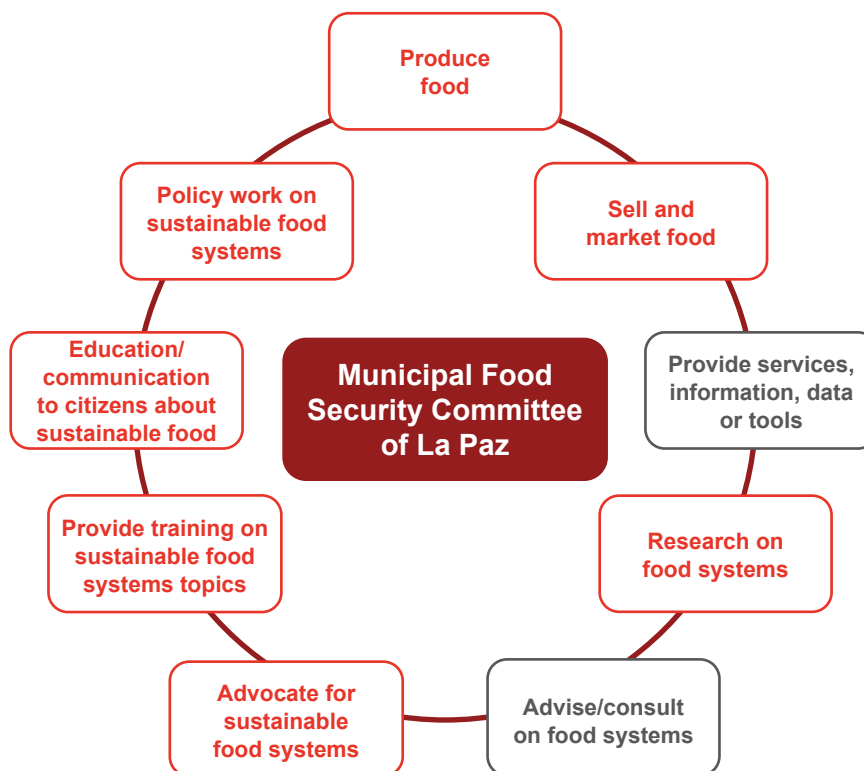 Produce
food
Policy work on
sustainable food
systems
Sell and
market food
Education/
communication
to citizens about
sustainable food
Municipal Food
Security Committee
of La Paz
Provide services,
information, data
or tools
Provide training on
sustainable food
systems topics
Research on
food systems
Advocate for
sustainable
food systems
Advise/consult
on food systems